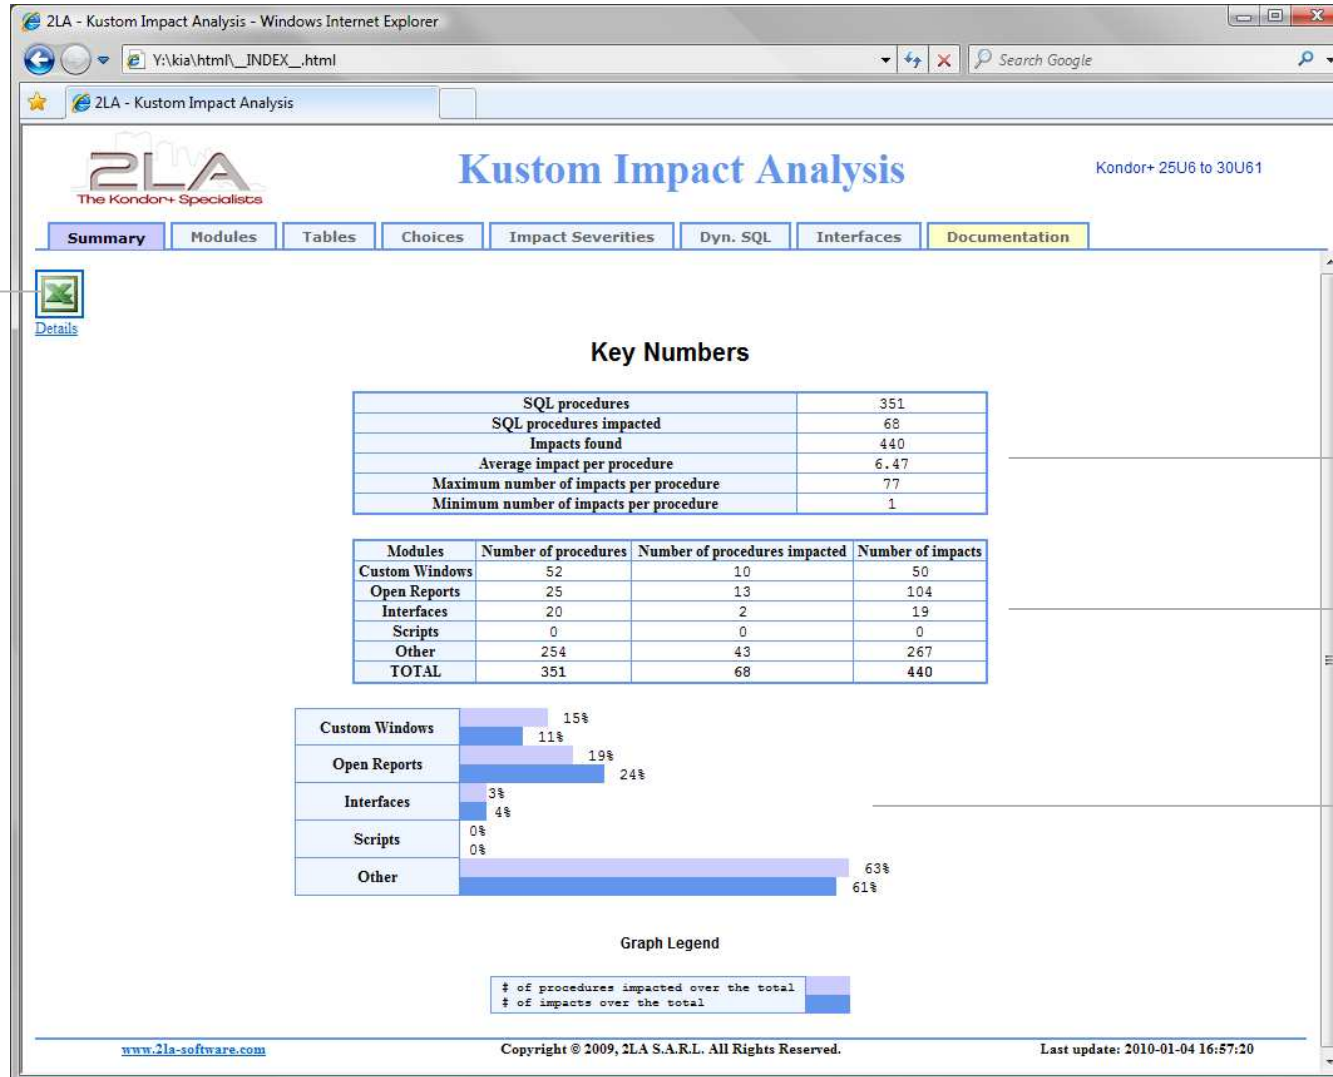 2LA - Kustom Impact Analysis - Windows Internet Explorer
Y:\kia\html\__INDEX__.html
Search Google
2LA - Kustom Impact Analysis
2LA
The Kondor+ Specialists
Kustom Impact Analysis
Kondor+ 25U6 to 30U61
Summary Modules Tables Choices Impact Severities Dyn. SQL Interfaces Documentation
Details
Key Numbers
SQL procedures 351
SQL procedures impacted 68
Impacts found 440
Average impact per procedure 6.47
Maximum number of impacts per procedure 77
Minimum number of impacts per procedure 1
Modules Number of procedures Number of procedures impacted Number of impacts
Custom Windows 52 10 50
Open Reports 25 13 104
Interfaces 20 2 19
Scripts 0 0 0
Other 254 43 267
TOTAL 351 68 440
Custom Windows 15%
11%
Open Reports 19%
24%
Interfaces 3%
4%
Scripts 0%
0%
Other 63%
61%
Graph Legend
# of procedures impacted over the total
# of impacts over the total
www.2la-software.com Copyright © 2009, 2LA S.A.R.L. All Rights Reserved. Last update: 2010-01-04 16:57:20